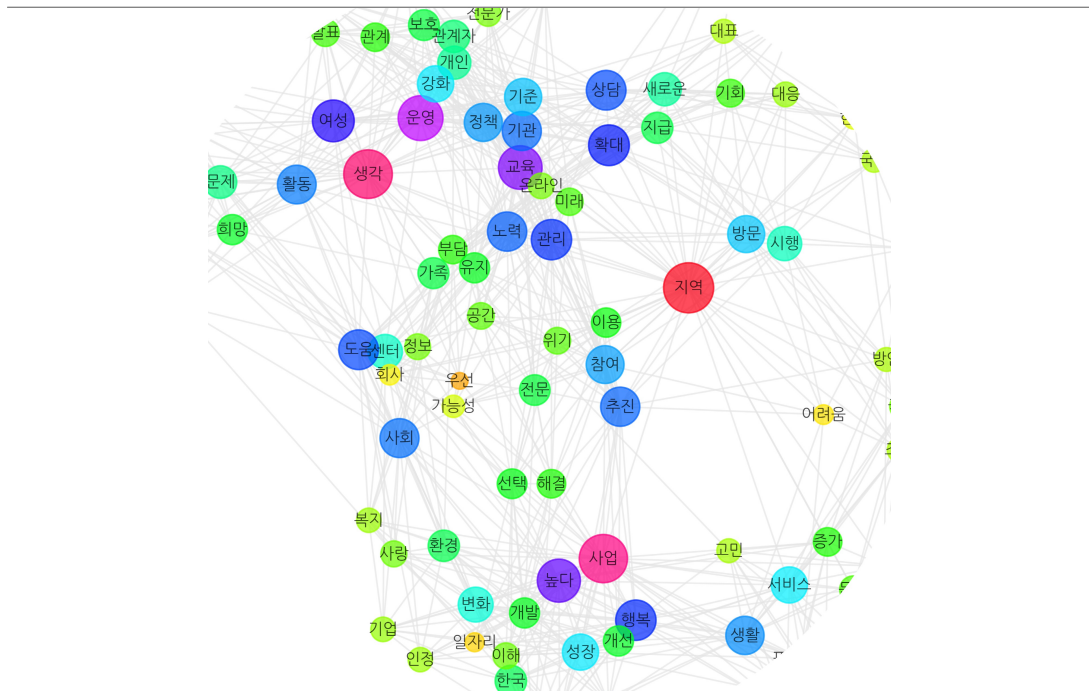 전문가
발표
관계
보호
관계자
대표
개인
강화
기준
상담
새로운
기회
대응
여성
운영
정책
기관
지급
확대
생각
교육
온라인
문제
활동
미래
희망
노력
관리
방문
시행
부담
가족
유지
지역
공간
이용
위기
도움
센터
정보
참여
회사
우선
전문
가능성
추진
어려움
사회
선택
해결
복지
사랑
환경
고민
증가
사업
높다
서비스
변화
개발
행복
기업
일자리
개선
생활
인정
이해
성장
한국